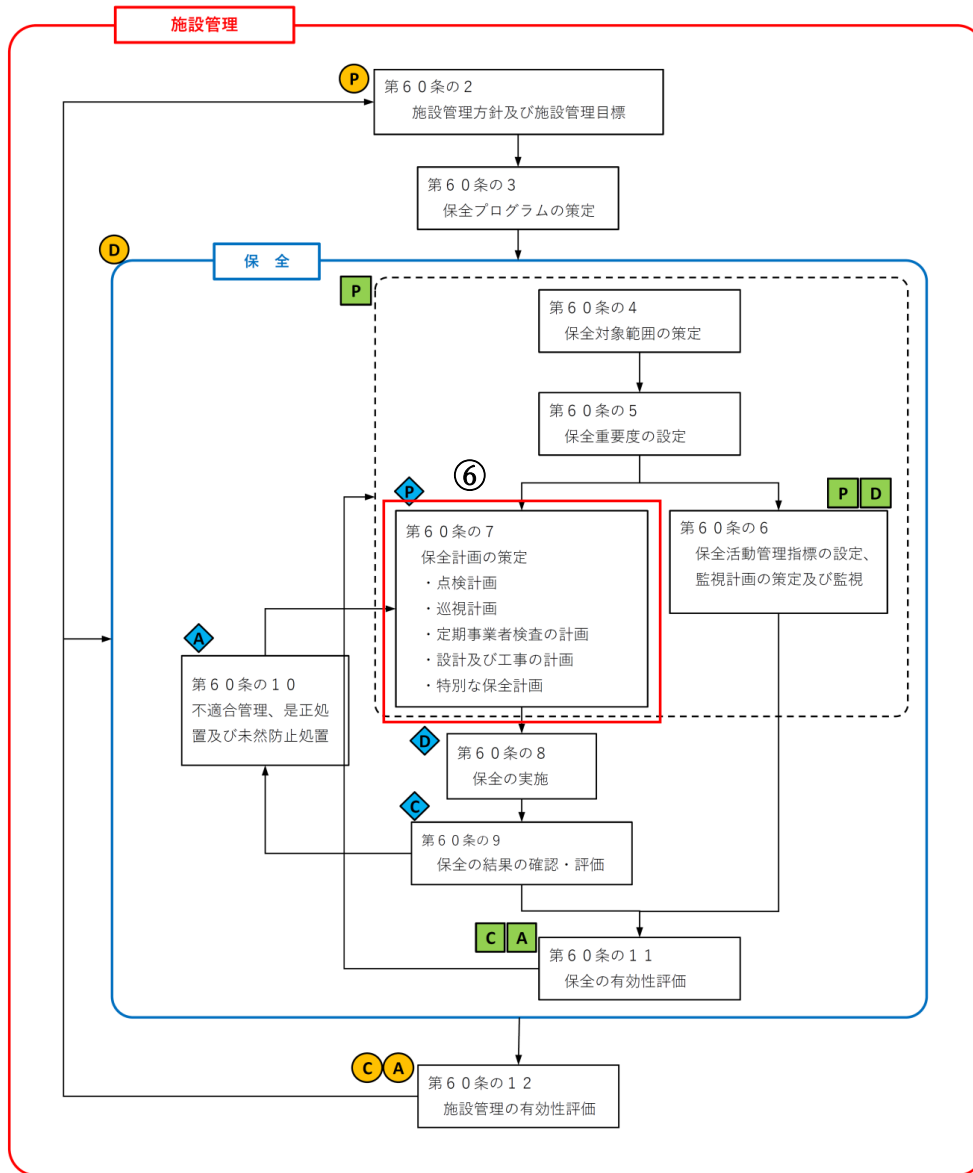 施設管理
P
第60条の2
施設管理方針及び施設管理目標
第60条の3
保全プログラムの策定
D
保 全
P
第60条の4
保全対象範囲の策定
第60条の5
保全重要度の設定
⑥
P
P D
第60条の7
保全計画の策定
・点検計画
・巡視計画
・定期事業者検査の計画
・設計及び工事の計画
・特別な保全計画
第60条の6
保全活動管理指標の設定、
監視計画の策定及び監視
A
第60条の10
不適合管理、是正処
置及び未然防止処置
D
第60条の8
保全の実施
C
第60条の9
保全の結果の確認・評価
C A
第60条の11
保全の有効性評価
C A
第60条の12
施設管理の有効性評価